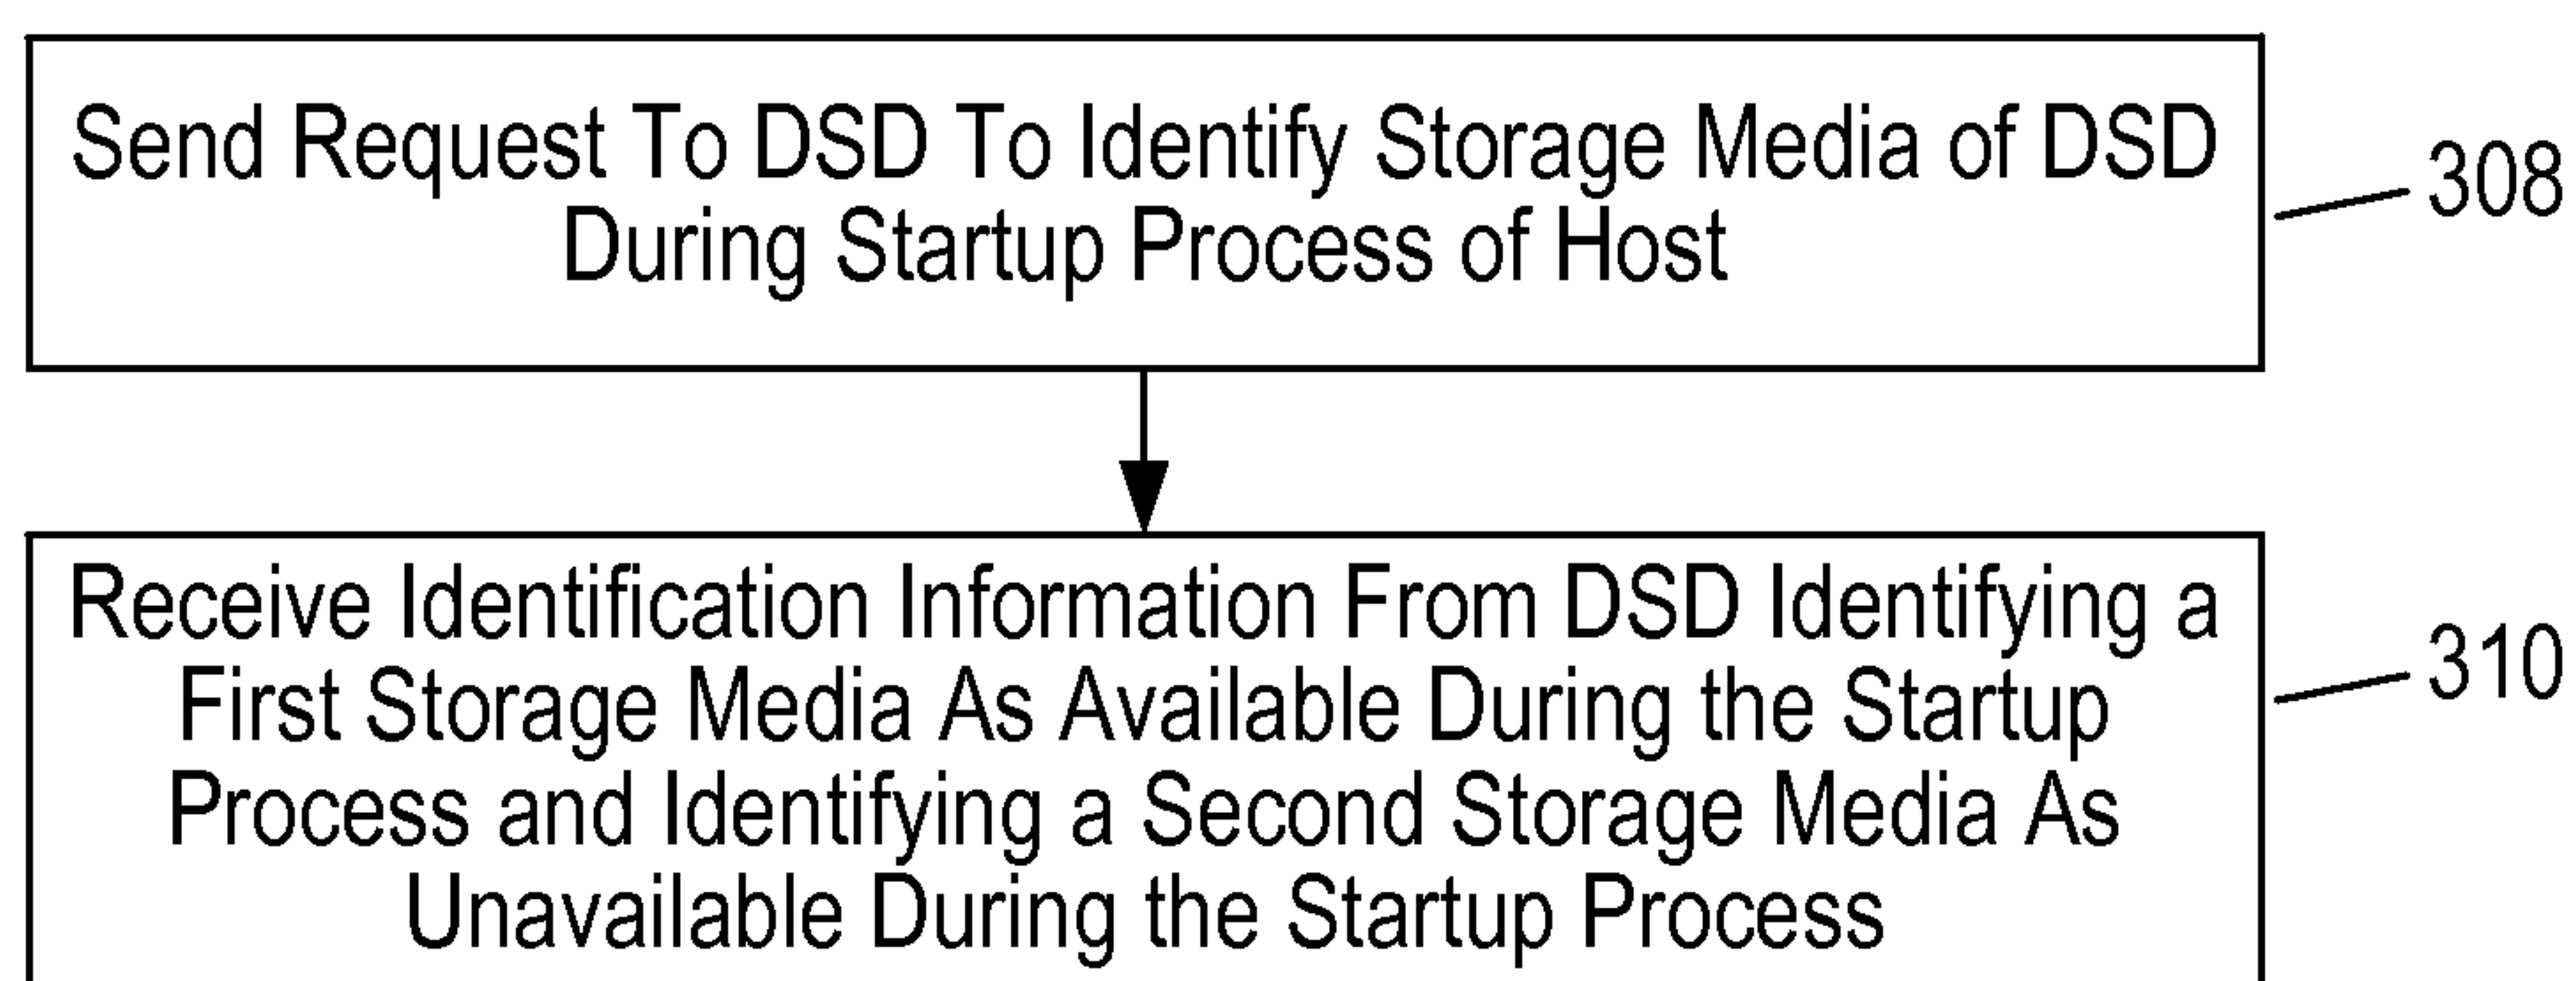 Send Request To DSD To Identify Storage Media of DSD
During Startup Process of Host
308
Receive Identification Information From DSD Identifying a
First Storage Media As Available During the Startup
Process and Identifying a Second Storage Media As
Unavailable During the Startup Process
310